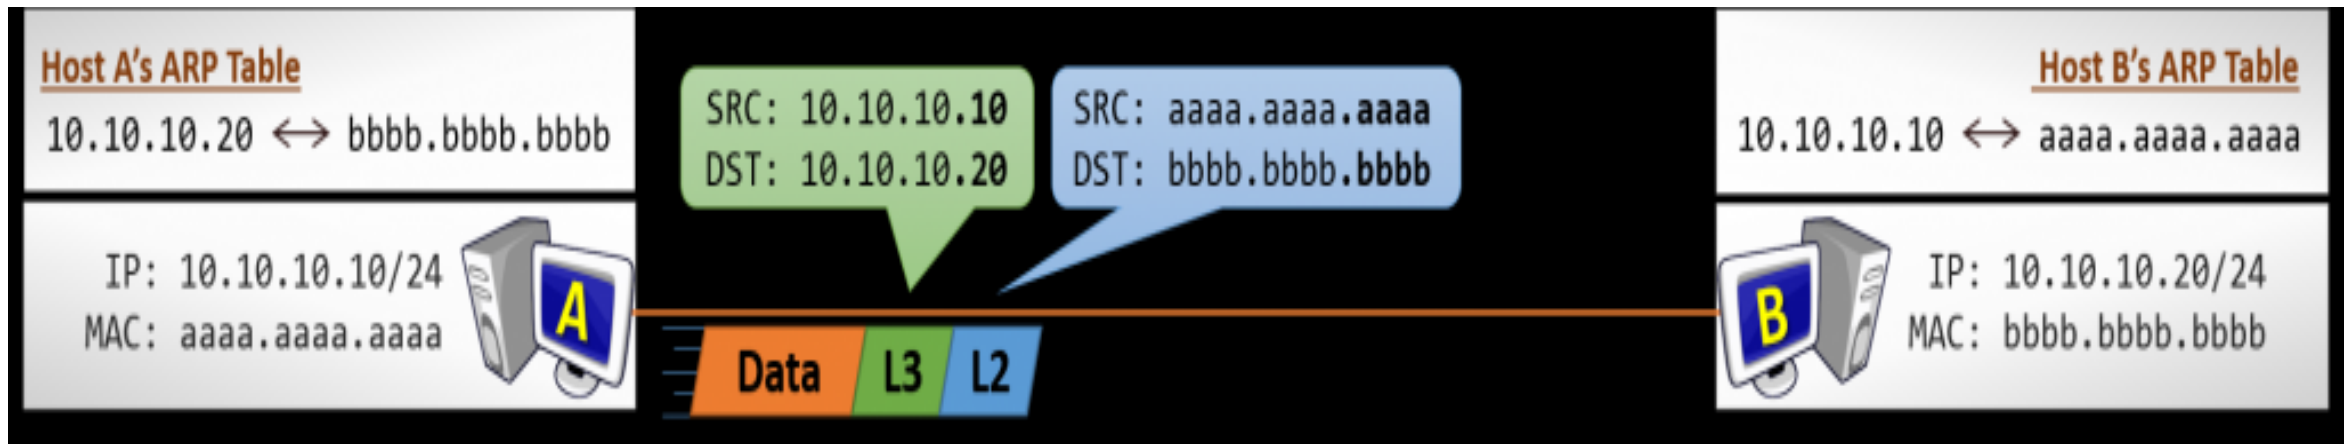 Host A's ARP Table
10.10.10.20 ↔ bbbb.bbbb.bbbb
IP: 10.10.10.10/24
MAC: aaaa.aaaa.aaaa
A
SRC: 10.10.10.10
DST: 10.10.10.20
SRC: aaaa.aaaa.aaaa
DST: bbbb.bbbb.bbbb
Data L3 L2
Host B's ARP Table
10.10.10.10 ↔ aaaa.aaaa.aaaa
B
IP: 10.10.10.20/24
MAC: bbbb.bbbb.bbbb